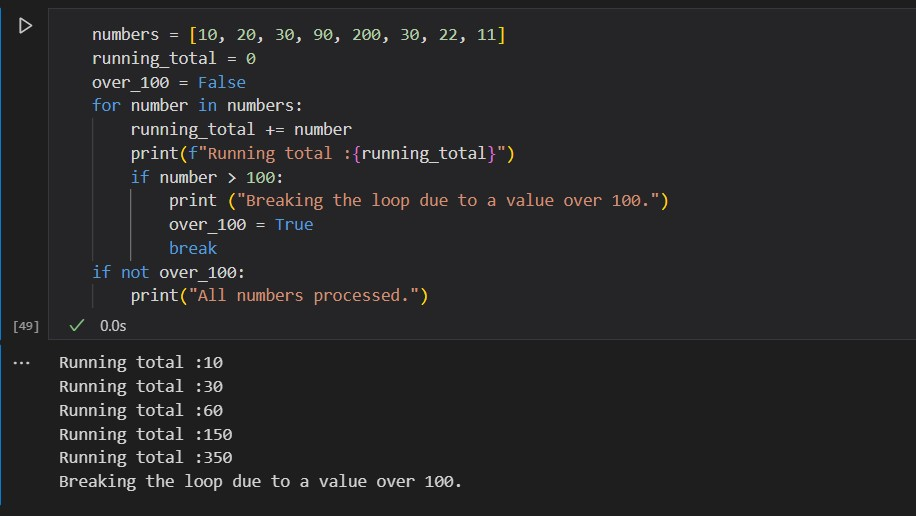 numbers = [10, 20, 30, 90, 200, 30, 22, 11]
running_total = 0
over_100 = False
for number in numbers:
    running_total += number
    print(f"Running total :{running_total}")
    if number > 100:
        print ("Breaking the loop due to a value over 100.")
        over_100 = True
        break
if not over_100:
    print("All numbers processed.")
[49] ✓ 0.0s
... Running total :10
Running total :30
Running total :60
Running total :150
Running total :350
Breaking the loop due to a value over 100.